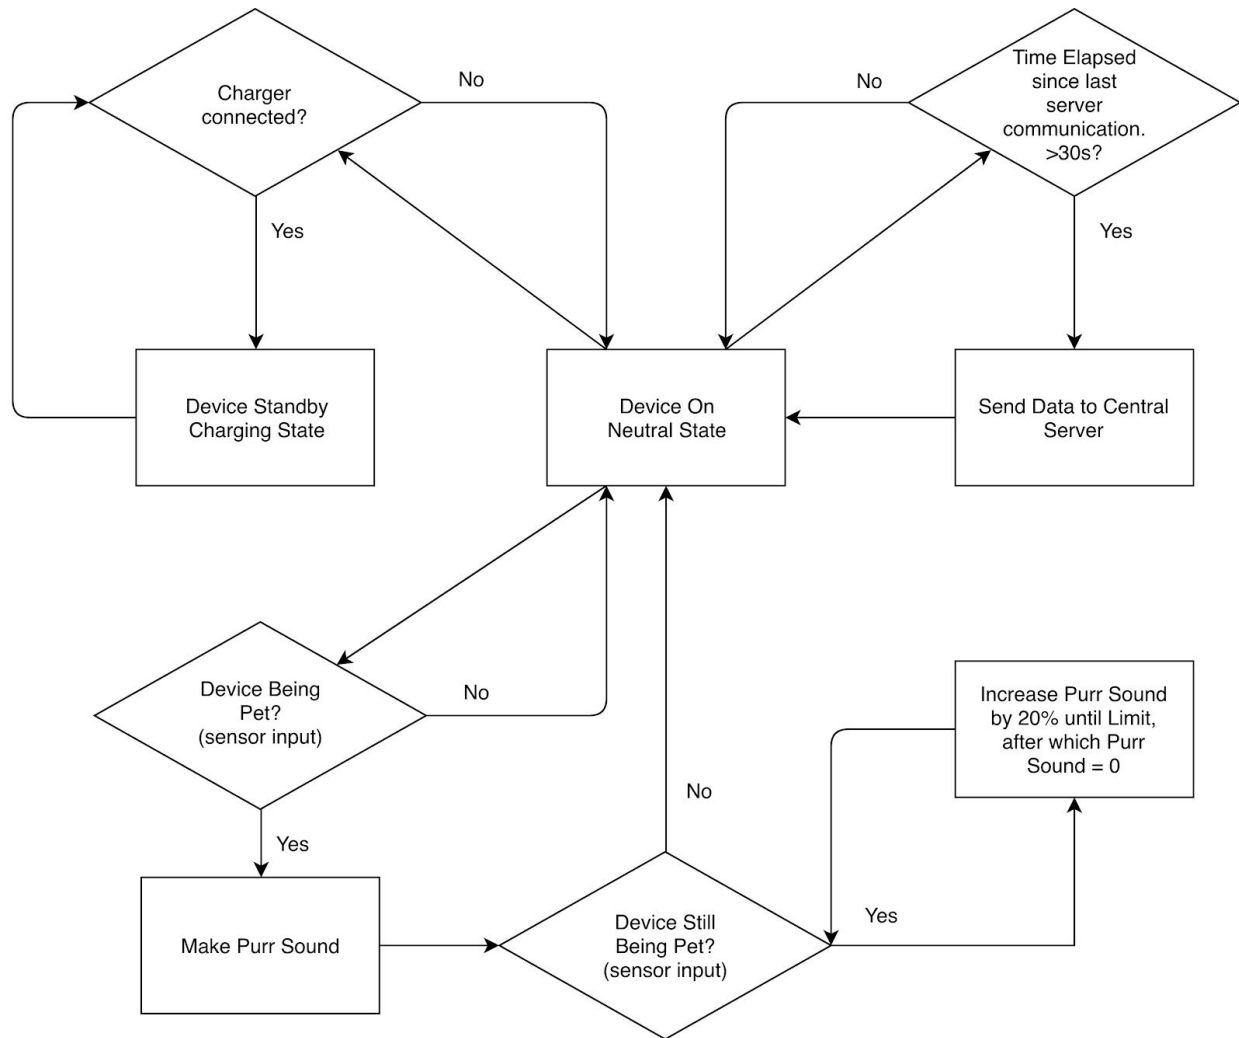 Charger
connected?
No
Yes
Device Standby
Charging State
Device On
Neutral State
No
Time Elapsed
since last
server
communication.
>30s?
Yes
Send Data to Central
Server
Device Being
Pet?
(sensor input)
No
Yes
Make Purr Sound
No
Device Still
Being Pet?
(sensor input)
Yes
Increase Purr Sound
by 20% until Limit,
after which Purr
Sound = 0